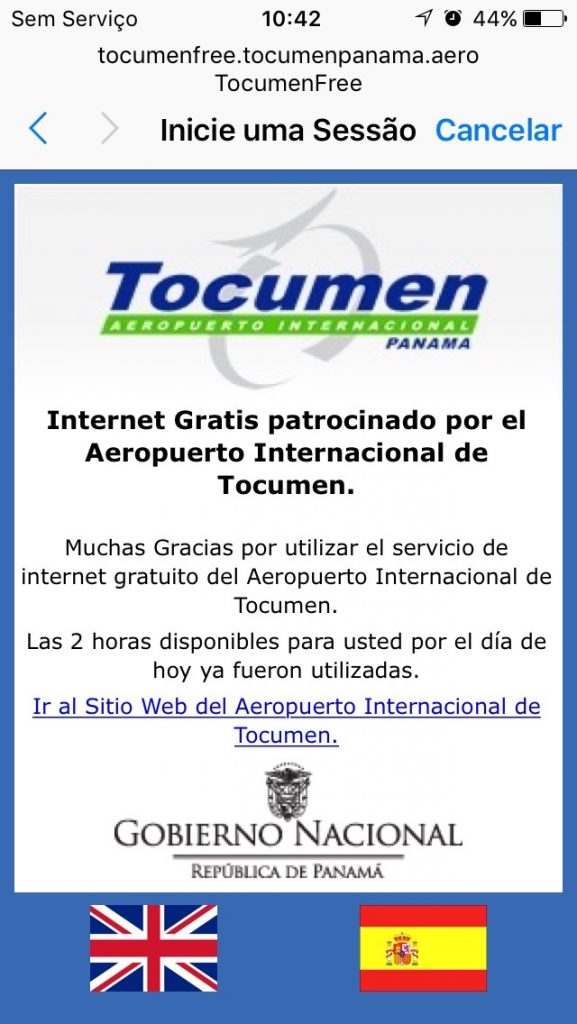 Sem Serviço 10:42 44%
tocumenfree.tocumenpanama.aero
TocumenFree
Inicie uma Sessão Cancelar
Tocumen
AEROPUERTO INTERNACIONAL
PANAMA
Internet Gratis patrocinado por el
Aeropuerto Internacional de
Tocumen.
Muchas Gracias por utilizar el servicio de
internet gratuito del Aeropuerto Internacional de
Tocumen.
Las 2 horas disponibles para usted por el día de
hoy ya fueron utilizadas.
Ir al Sitio Web del Aeropuerto Internacional de
Tocumen.
GOBIERNO NACIONAL
REPÚBLICA DE PANAMÁ